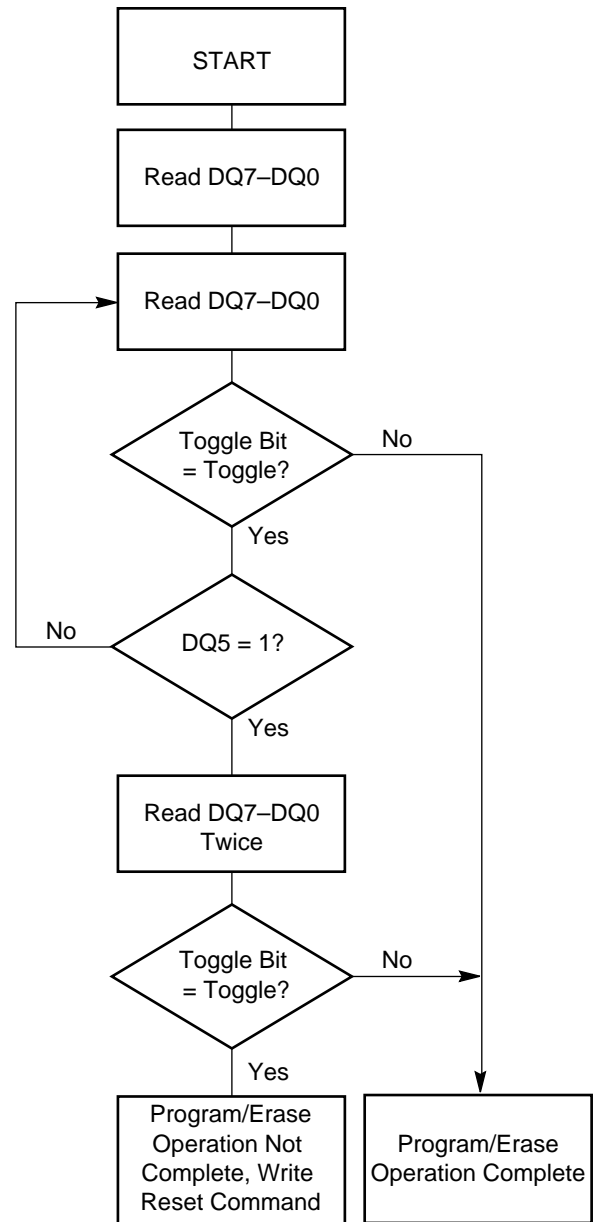 START
Read DQ7–DQ0
Read DQ7–DQ0
Toggle Bit
= Toggle?
No
Yes
No
DQ5 = 1?
Yes
Read DQ7–DQ0
Twice
Toggle Bit
= Toggle?
No
Yes
Program/Erase
Operation Not
Complete, Write
Reset Command
Program/Erase
Operation Complete